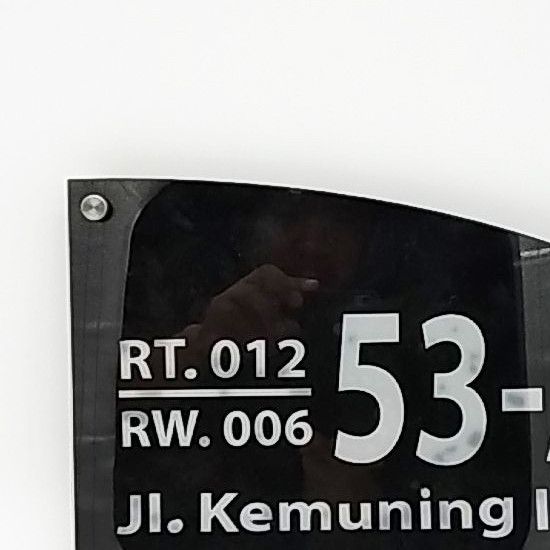 RT. 012
RW. 006
53-
Jl. Kemuning